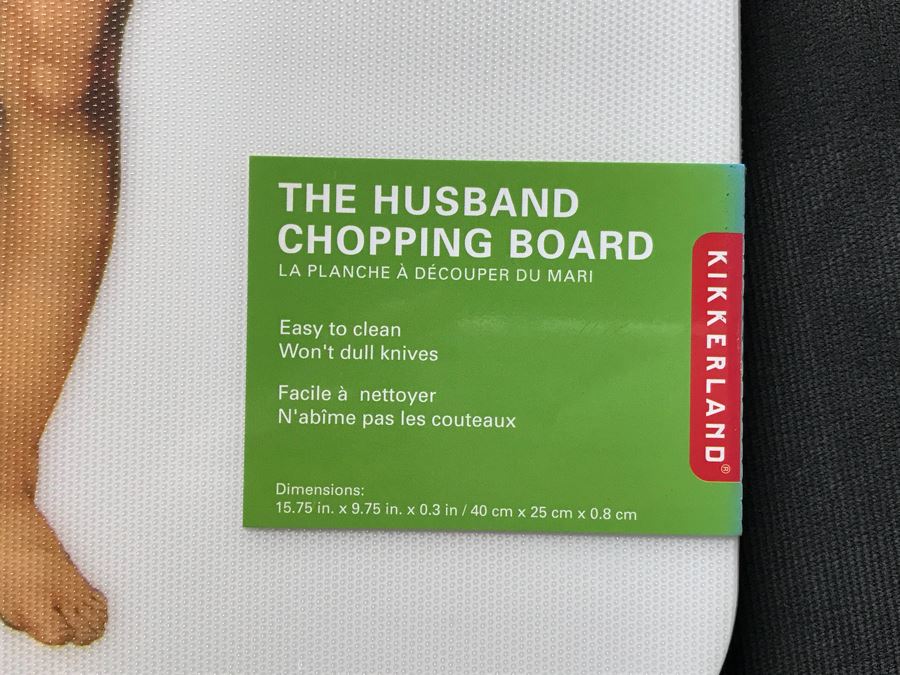 THE HUSBAND
CHOPPING BOARD
LA PLANCHE À DÉCOUPER DU MARI
Easy to clean
Won't dull knives
Facile à nettoyer
N'abîme pas les couteaux
Dimensions:
15.75 in. x 9.75 in. x 0.3 in / 40 cm x 25 cm x 0.8 cm
KIKKERLAND®